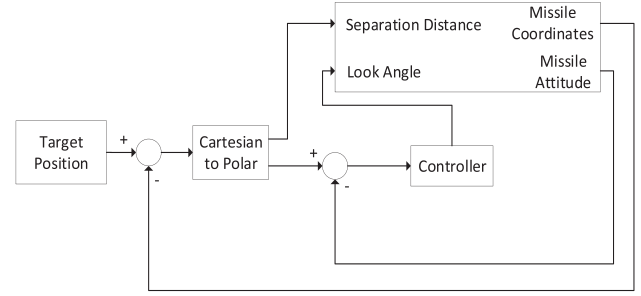 Separation Distance
Missile
Coordinates
Look Angle
Missile
Attitude
Target
Position
+
-
Cartesian
to Polar
+
-
Controller